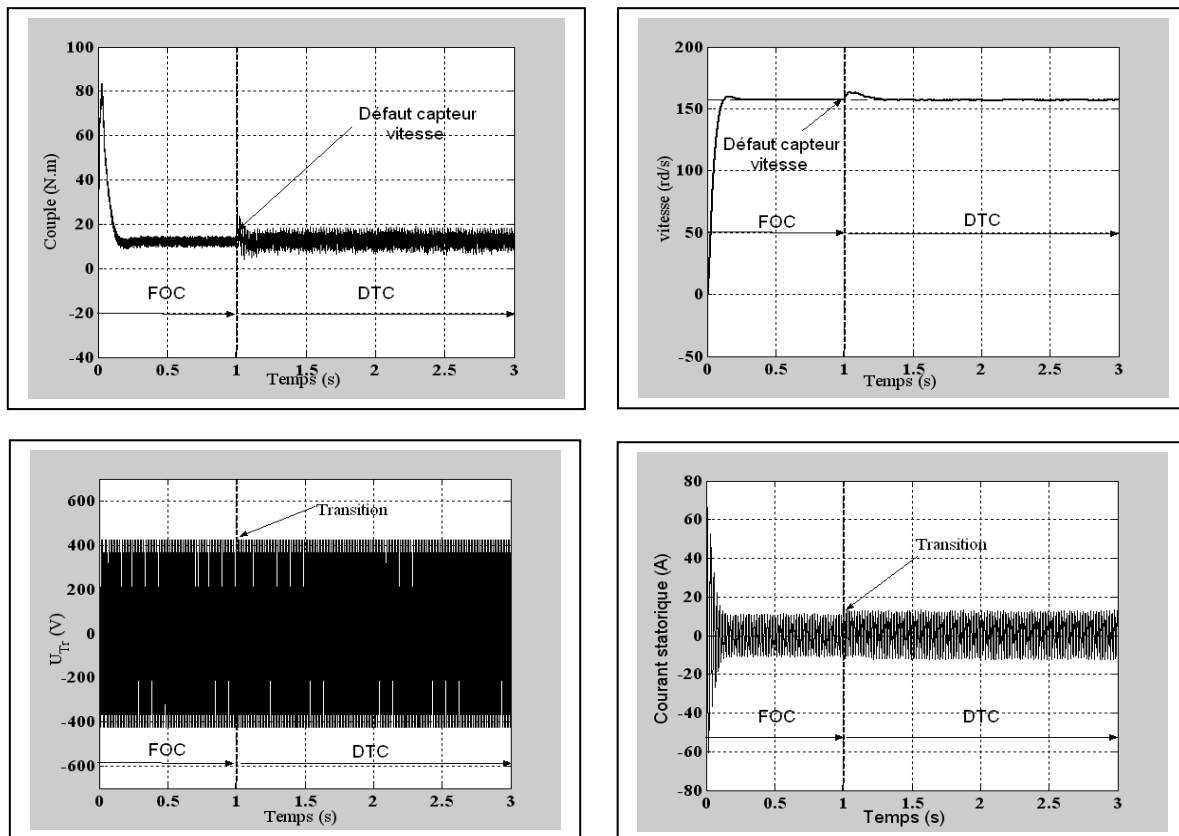 100
80
60
40
20
0
-20
-40
Couple (N.m)
Défaut capteur
vitesse
FOC
DTC
0
0.5
1
1.5
2
2.5
3
Temps (s)
200
150
100
50
0
-50
vitesse (rd/s)
Défaut capteur
vitesse
FOC
DTC
0
0.5
1
1.5
2
2.5
3
Temps (s)
600
400
200
0
-200
-400
-600
U_Tr (V)
Transition
FOC
DTC
0
0.5
1
1.5
2
2.5
3
Temps (s)
80
60
40
20
0
-20
-40
-60
-80
Courant statorique (A)
Transition
FOC
DTC
0
0.5
1
1.5
2
2.5
3
Temps (s)